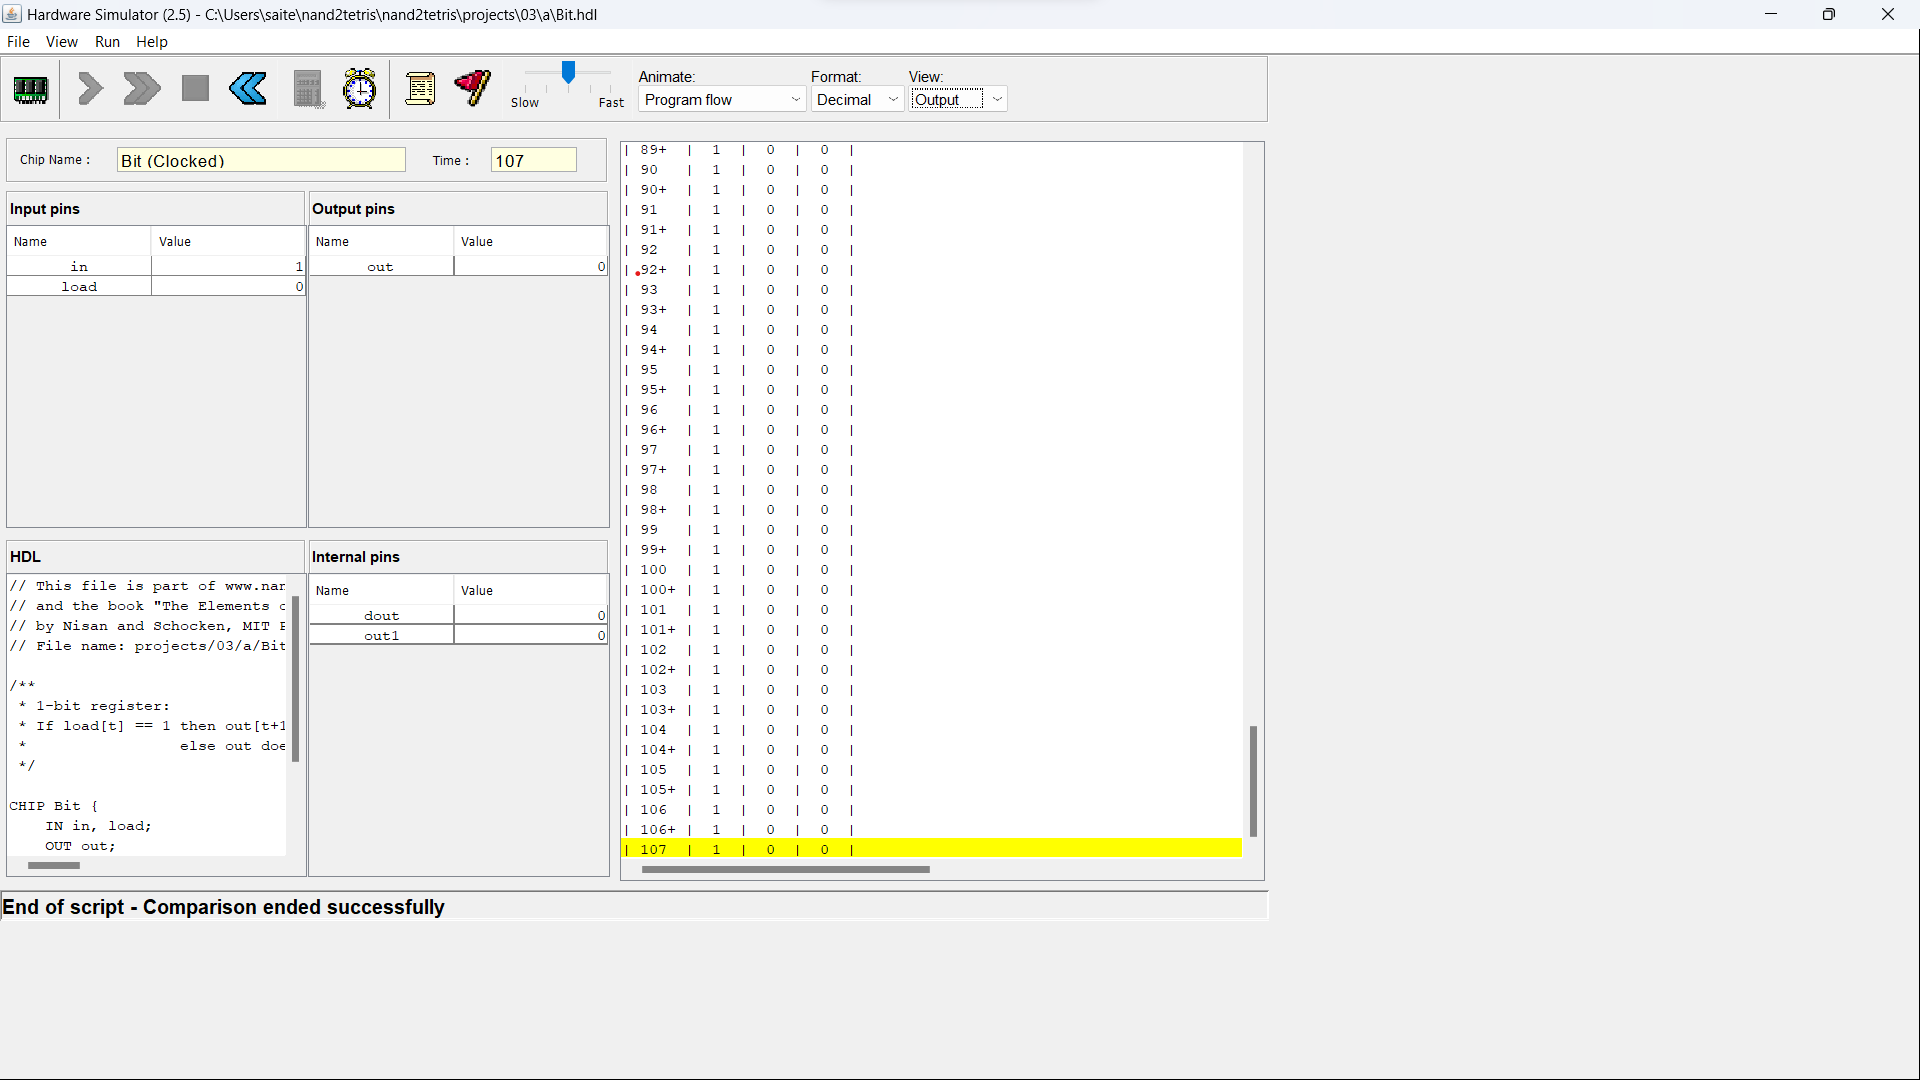 Hardware Simulator (2.5) - C:\Users\saite\nand2tetris\nand2tetris\projects\03\a\Bit.hdl
File View Run Help
Animate: Format: View:
Slow Fast Program flow Decimal Output
Chip Name : Bit (Clocked) Time : 107
Input pins
Name Value
in 1
load 0
Output pins
Name Value
out 0
HDL
// This file is part of www.nan
// and the book "The Elements o
// by Nisan and Schocken, MIT P
// File name: projects/03/a/Bit
/**
* 1-bit register:
* If load[t] == 1 then out[t+1
* else out doe
*/
CHIP Bit {
IN in, load;
OUT out;
Internal pins
Name Value
dout 0
out1 0
| 89+ | 1 | 0 | 0 |
| 90 | 1 | 0 | 0 |
| 90+ | 1 | 0 | 0 |
| 91 | 1 | 0 | 0 |
| 91+ | 1 | 0 | 0 |
| 92 | 1 | 0 | 0 |
| 92+ | 1 | 0 | 0 |
| 93 | 1 | 0 | 0 |
| 93+ | 1 | 0 | 0 |
| 94 | 1 | 0 | 0 |
| 94+ | 1 | 0 | 0 |
| 95 | 1 | 0 | 0 |
| 95+ | 1 | 0 | 0 |
| 96 | 1 | 0 | 0 |
| 96+ | 1 | 0 | 0 |
| 97 | 1 | 0 | 0 |
| 97+ | 1 | 0 | 0 |
| 98 | 1 | 0 | 0 |
| 98+ | 1 | 0 | 0 |
| 99 | 1 | 0 | 0 |
| 99+ | 1 | 0 | 0 |
| 100 | 1 | 0 | 0 |
| 100+ | 1 | 0 | 0 |
| 101 | 1 | 0 | 0 |
| 101+ | 1 | 0 | 0 |
| 102 | 1 | 0 | 0 |
| 102+ | 1 | 0 | 0 |
| 103 | 1 | 0 | 0 |
| 103+ | 1 | 0 | 0 |
| 104 | 1 | 0 | 0 |
| 104+ | 1 | 0 | 0 |
| 105 | 1 | 0 | 0 |
| 105+ | 1 | 0 | 0 |
| 106 | 1 | 0 | 0 |
| 106+ | 1 | 0 | 0 |
| 107 | 1 | 0 | 0 |
End of script - Comparison ended successfully